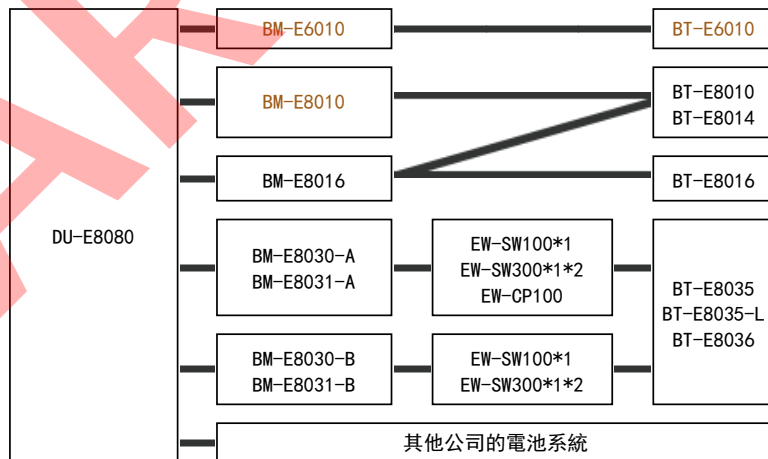 BM-E6010
BT-E6010
BM-E8010
BT-E8010
BT-E8014
BM-E8016
BT-E8016
DU-E8080
BM-E8030-A
BM-E8031-A
EW-SW100*1
EW-SW300*1*2
EW-CP100
BT-E8035
BT-E8035-L
BT-E8036
BM-E8030-B
BM-E8031-B
EW-SW100*1
EW-SW300*1*2
其他公司的電池系統